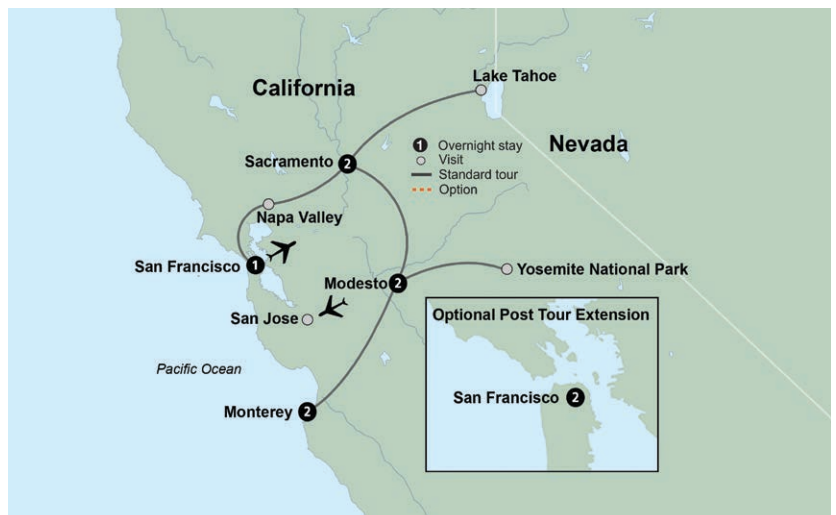 Lake Tahoe
California
Nevada
1 Overnight stay
Visit
Standard tour
Option
Sacramento 2
Napa Valley
San Francisco 1
Yosemite National Park
Modesto 2
San Jose
Optional Post Tour Extension
Pacific Ocean
San Francisco 2
Monterey 2